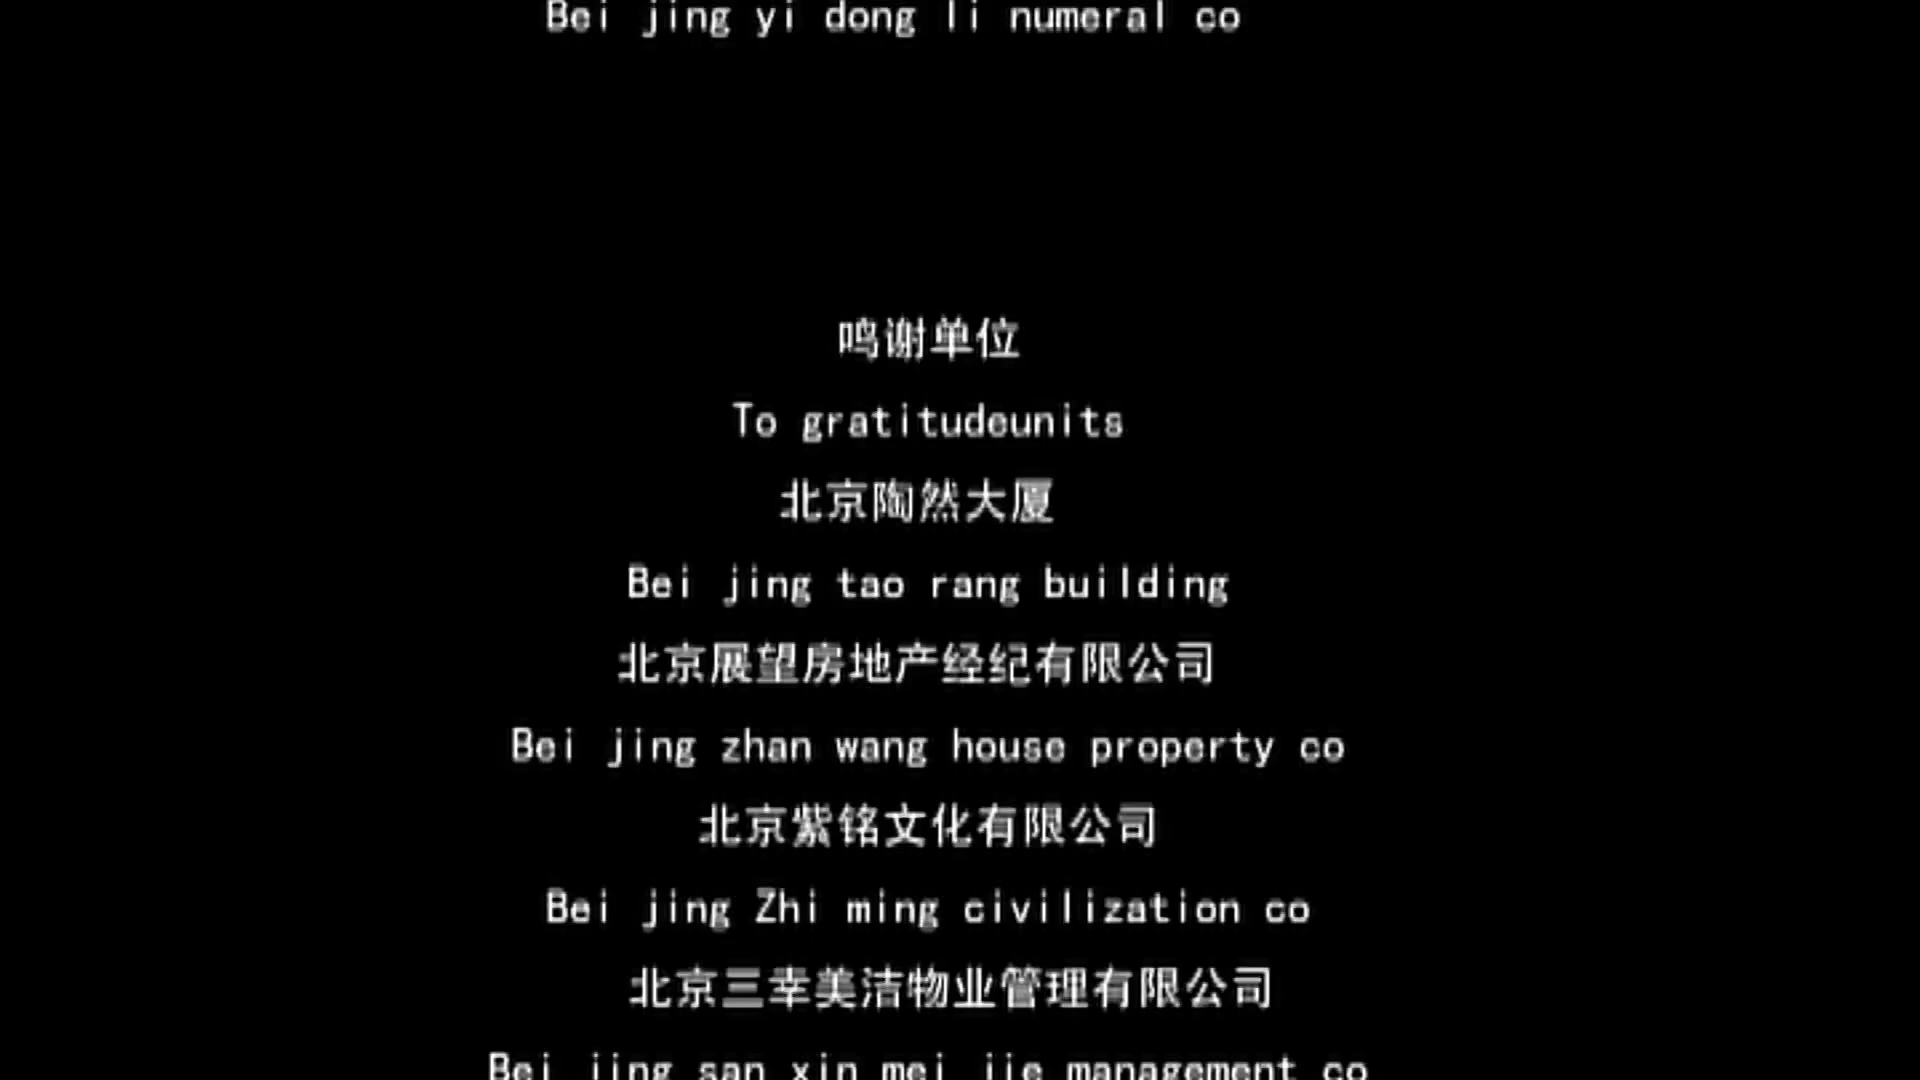 Bei jing yi dong li numeral co
鸣谢单位
To gratitudeunits
北京陶然大厦
Bei jing tao rang building
北京展望房地产经纪有限公司
Bei jing zhan wang house property co
北京紫铭文化有限公司
Bei jing Zhi ming civilization co
北京三幸美洁物业管理有限公司
Bei jing san xin mei jie management co